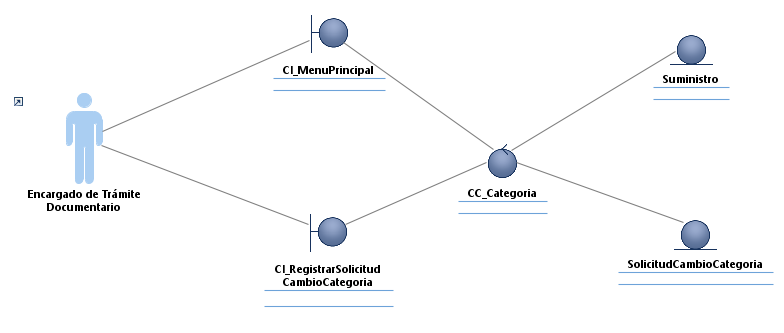 CI_MenuPrincipal
Suministro
Encargado de Trámite
Documentario
CC_Categoria
CI_RegistrarSolicitud
CambioCategoria
SolicitudCambioCategoria